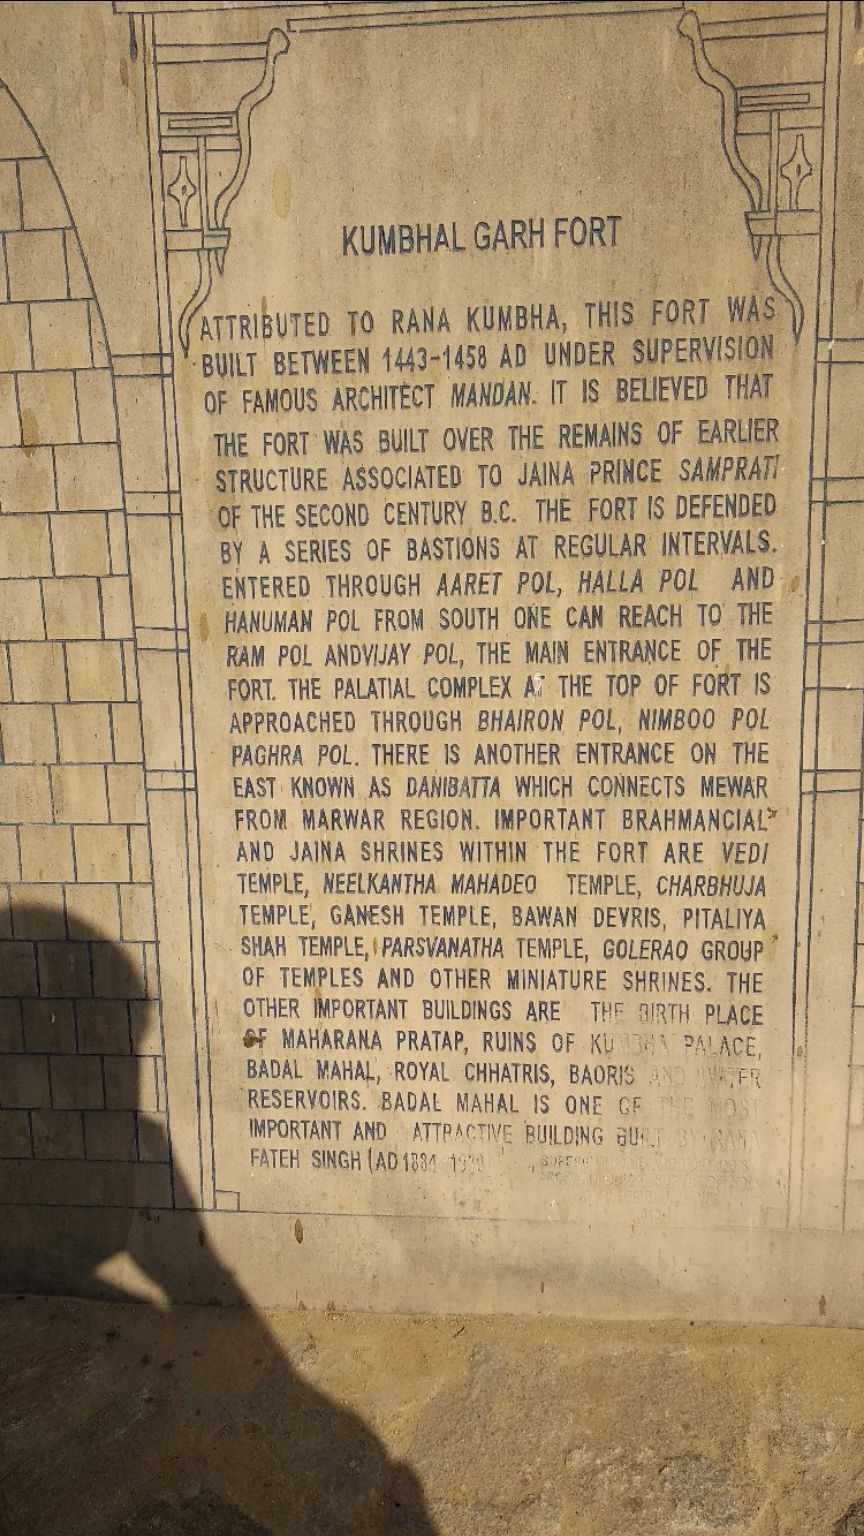 KUMBHAL GARH FORT
ATTRIBUTED TO RANA KUMBHA, THIS FORT WAS
BUILT BETWEEN 1443-1458 AD UNDER SUPERVISION
OF FAMOUS ARCHITECT MANDAN. IT IS BELIEVED THAT
THE FORT WAS BUILT OVER THE REMAINS OF EARLIER
STRUCTURE ASSOCIATED TO JAINA PRINCE SAMPRATI
OF THE SECOND CENTURY B.C. THE FORT IS DEFENDED
BY A SERIES OF BASTIONS AT REGULAR INTERVALS.
ENTERED THROUGH AARET POL, HALLA POL AND
HANUMAN POL FROM SOUTH ONE CAN REACH TO THE
RAM POL ANDVIJAY POL, THE MAIN ENTRANCE OF THE
FORT. THE PALATIAL COMPLEX AT THE TOP OF FORT IS
APPROACHED THROUGH BHAIRON POL, NIMBOO POL
PAGHRA POL. THERE IS ANOTHER ENTRANCE ON THE
EAST KNOWN AS DANIBATTA WHICH CONNECTS MEWAR
FROM MARWAR REGION. IMPORTANT BRAHMANCIAL
AND JAINA SHRINES WITHIN THE FORT ARE VEDI
TEMPLE, NEELKANTHA MAHADEO TEMPLE, CHARBHUJA
TEMPLE, GANESH TEMPLE, BAWAN DEVRIS, PITALIYA
SHAH TEMPLE, PARSVANATHA TEMPLE, GOLERAO GROUP
OF TEMPLES AND OTHER MINIATURE SHRINES. THE
OTHER IMPORTANT BUILDINGS ARE THE BIRTH PLACE
OF MAHARANA PRATAP, RUINS OF KUMBHA PALACE,
BADAL MAHAL, ROYAL CHHATRIS, BAORIS AND WATER
RESERVOIRS. BADAL MAHAL IS ONE OF THE MOST
IMPORTANT AND ATTRACTIVE BUILDING BUILT BY RANA
FATEH SINGH (AD 1884